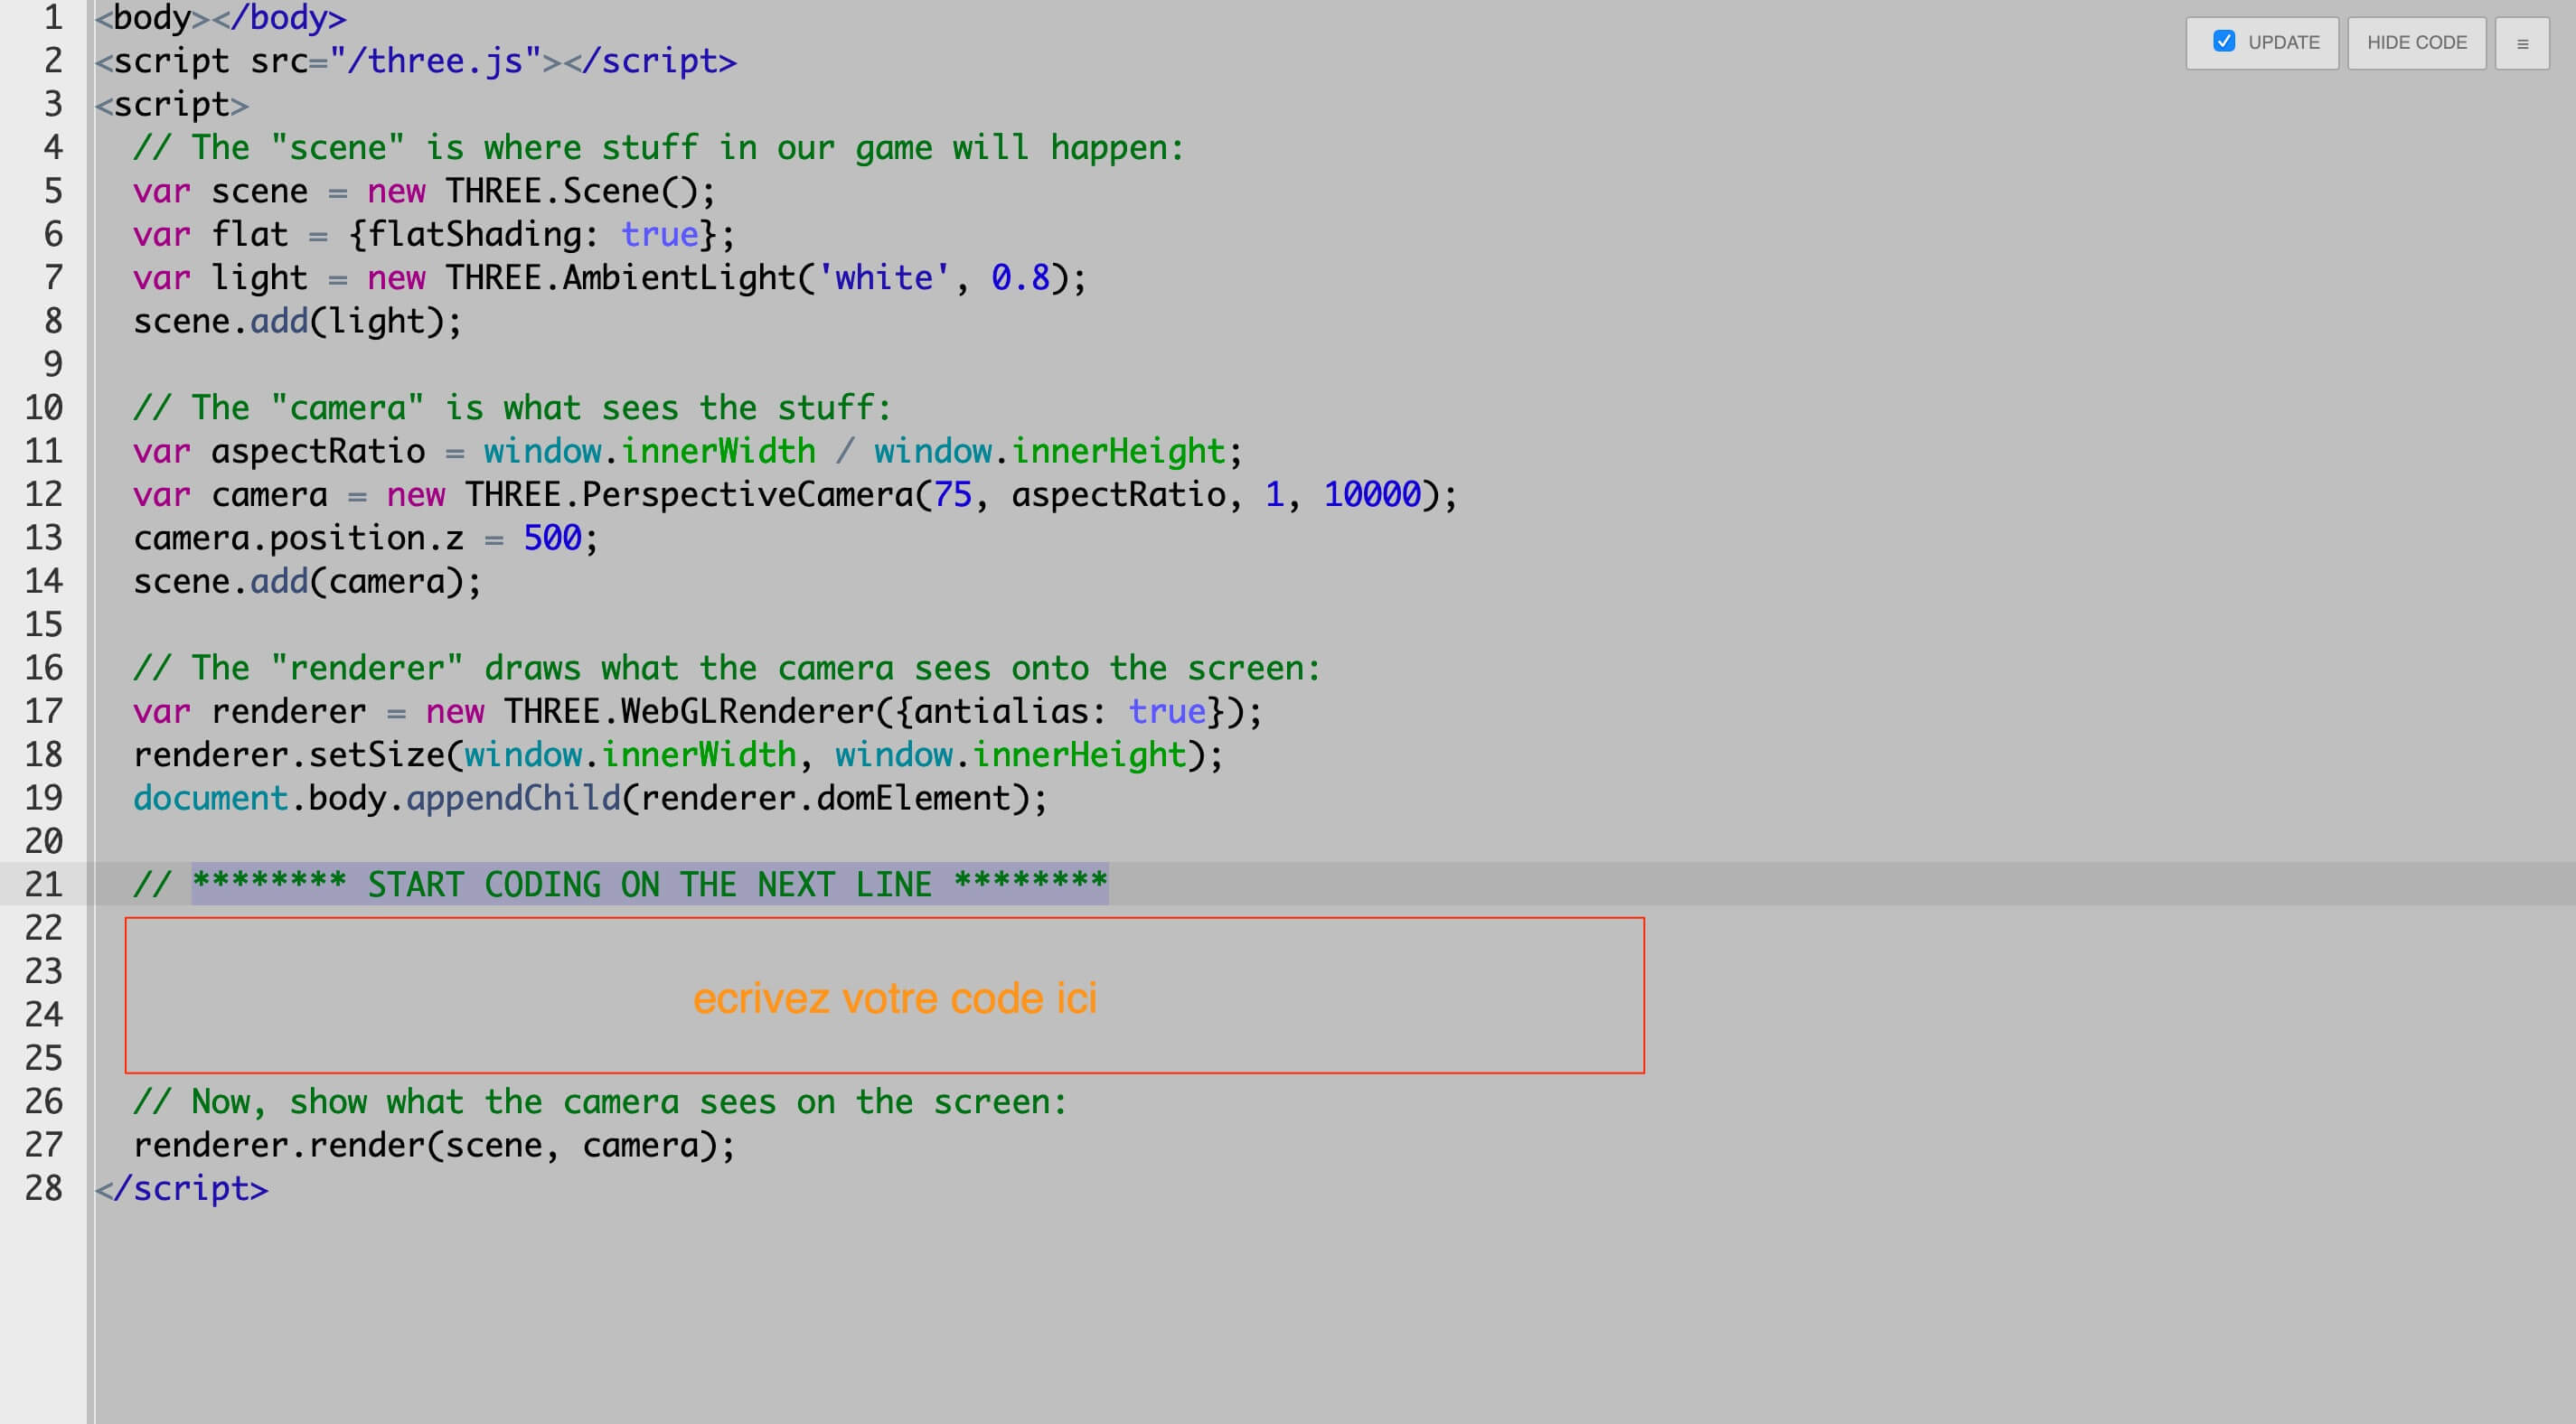 1 <body></body>
2 <script src="/three.js"></script>
3 <script>
4   // The "scene" is where stuff in our game will happen:
5   var scene = new THREE.Scene();
6   var flat = {flatShading: true};
7   var light = new THREE.AmbientLight('white', 0.8);
8   scene.add(light);
9
10   // The "camera" is what sees the stuff:
11   var aspectRatio = window.innerWidth / window.innerHeight;
12   var camera = new THREE.PerspectiveCamera(75, aspectRatio, 1, 10000);
13   camera.position.z = 500;
14   scene.add(camera);
15
16   // The "renderer" draws what the camera sees onto the screen:
17   var renderer = new THREE.WebGLRenderer({antialias: true});
18   renderer.setSize(window.innerWidth, window.innerHeight);
19   document.body.appendChild(renderer.domElement);
20
21   // ******** START CODING ON THE NEXT LINE ********
22
23
ecrivez votre code ici
24
25
26   // Now, show what the camera sees on the screen:
27   renderer.render(scene, camera);
28 </script>
UPDATE
HIDE CODE
≡